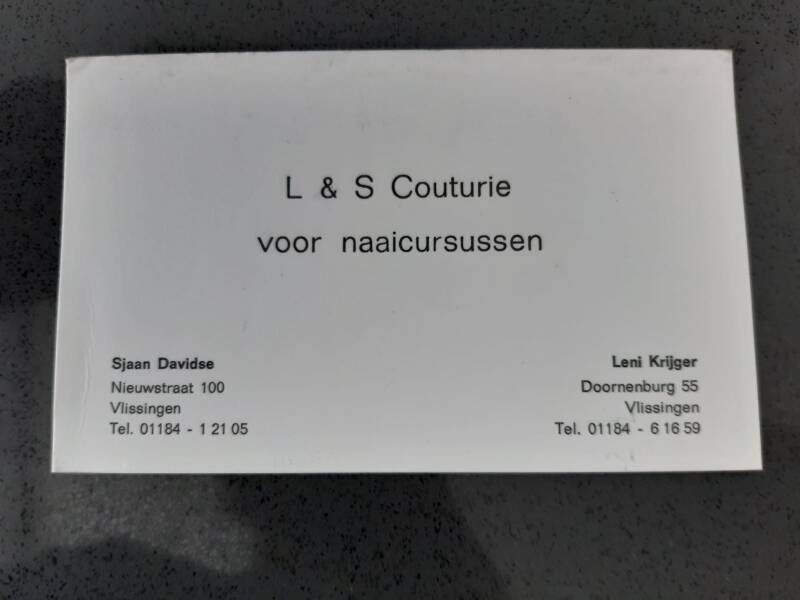 L & S Couturie
voor naaicursussen
Sjaan Davidse
Nieuwstraat 100
Vlissingen
Tel. 01184 - 1 21 05
Leni Krijger
Doornenburg 55
Vlissingen
Tel. 01184 - 6 16 59